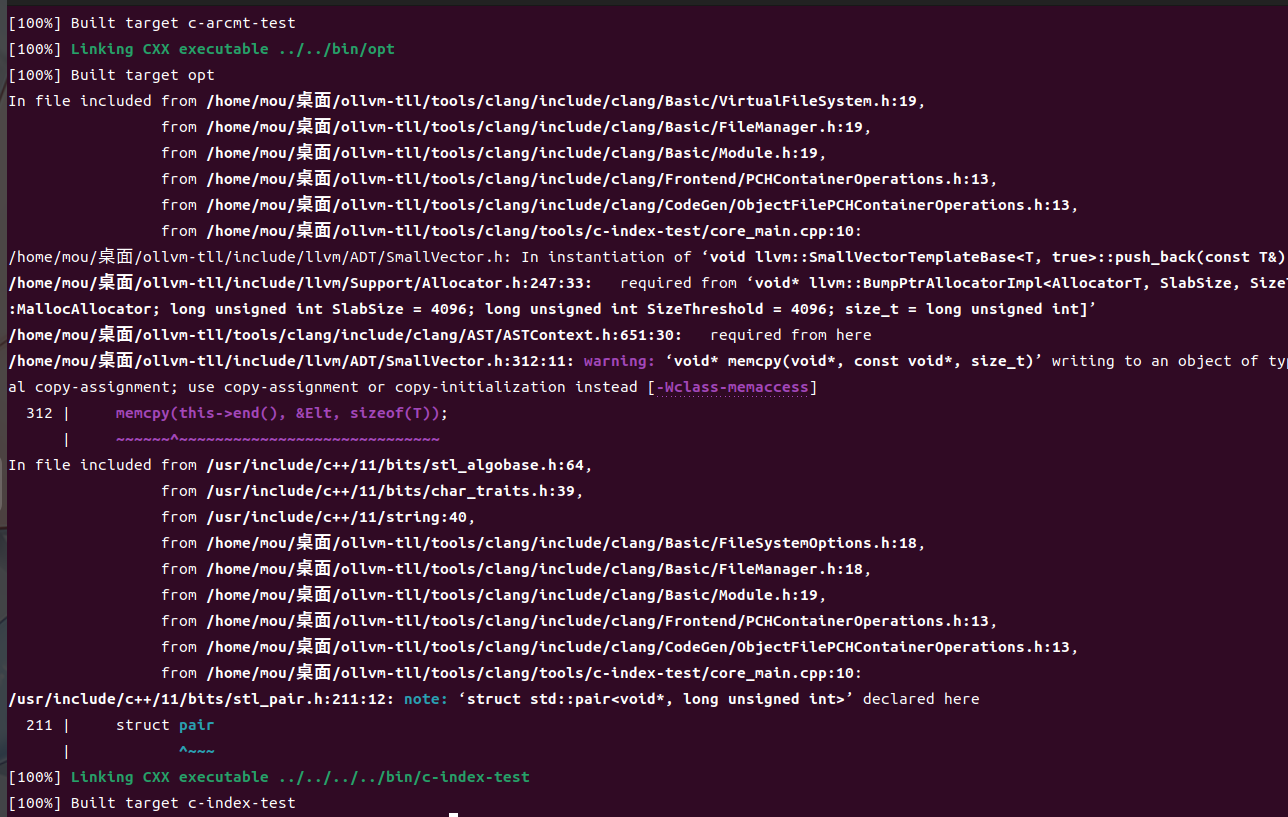 [100%] Built target c-arcmt-test
[100%] Linking CXX executable ../../bin/opt
[100%] Built target opt
In file included from /home/mou/桌面/ollvm-tll/tools/clang/include/clang/Basic/VirtualFileSystem.h:19,
                 from /home/mou/桌面/ollvm-tll/tools/clang/include/clang/Basic/FileManager.h:19,
                 from /home/mou/桌面/ollvm-tll/tools/clang/include/clang/Basic/Module.h:19,
                 from /home/mou/桌面/ollvm-tll/tools/clang/include/clang/Frontend/PCHContainerOperations.h:13,
                 from /home/mou/桌面/ollvm-tll/tools/clang/include/clang/CodeGen/ObjectFilePCHContainerOperations.h:13,
                 from /home/mou/桌面/ollvm-tll/tools/clang/tools/c-index-test/core_main.cpp:10:
/home/mou/桌面/ollvm-tll/include/llvm/ADT/SmallVector.h: In instantiation of ‘void llvm::SmallVectorTemplateBase<T, true>::push_back(const T&)
/home/mou/桌面/ollvm-tll/include/llvm/Support/Allocator.h:247:33:   required from ‘void* llvm::BumpPtrAllocatorImpl<AllocatorT, SlabSize, Size
:MallocAllocator; long unsigned int SlabSize = 4096; long unsigned int SizeThreshold = 4096; size_t = long unsigned int]’
/home/mou/桌面/ollvm-tll/tools/clang/include/clang/AST/ASTContext.h:651:30:   required from here
/home/mou/桌面/ollvm-tll/include/llvm/ADT/SmallVector.h:312:11: warning: ‘void* memcpy(void*, const void*, size_t)’ writing to an object of ty
al copy-assignment; use copy-assignment or copy-initialization instead [-Wclass-memaccess]
  312 |     memcpy(this->end(), &Elt, sizeof(T));
      |     ~~~~~~^~~~~~~~~~~~~~~~~~~~~~~~~~~~~~
In file included from /usr/include/c++/11/bits/stl_algobase.h:64,
                 from /usr/include/c++/11/bits/char_traits.h:39,
                 from /usr/include/c++/11/string:40,
                 from /home/mou/桌面/ollvm-tll/tools/clang/include/clang/Basic/FileSystemOptions.h:18,
                 from /home/mou/桌面/ollvm-tll/tools/clang/include/clang/Basic/FileManager.h:18,
                 from /home/mou/桌面/ollvm-tll/tools/clang/include/clang/Basic/Module.h:19,
                 from /home/mou/桌面/ollvm-tll/tools/clang/include/clang/Frontend/PCHContainerOperations.h:13,
                 from /home/mou/桌面/ollvm-tll/tools/clang/include/clang/CodeGen/ObjectFilePCHContainerOperations.h:13,
                 from /home/mou/桌面/ollvm-tll/tools/clang/tools/c-index-test/core_main.cpp:10:
/usr/include/c++/11/bits/stl_pair.h:211:12: note: ‘struct std::pair<void*, long unsigned int>’ declared here
  211 |     struct pair
      |            ^~~~
[100%] Linking CXX executable ../../../../bin/c-index-test
[100%] Built target c-index-test